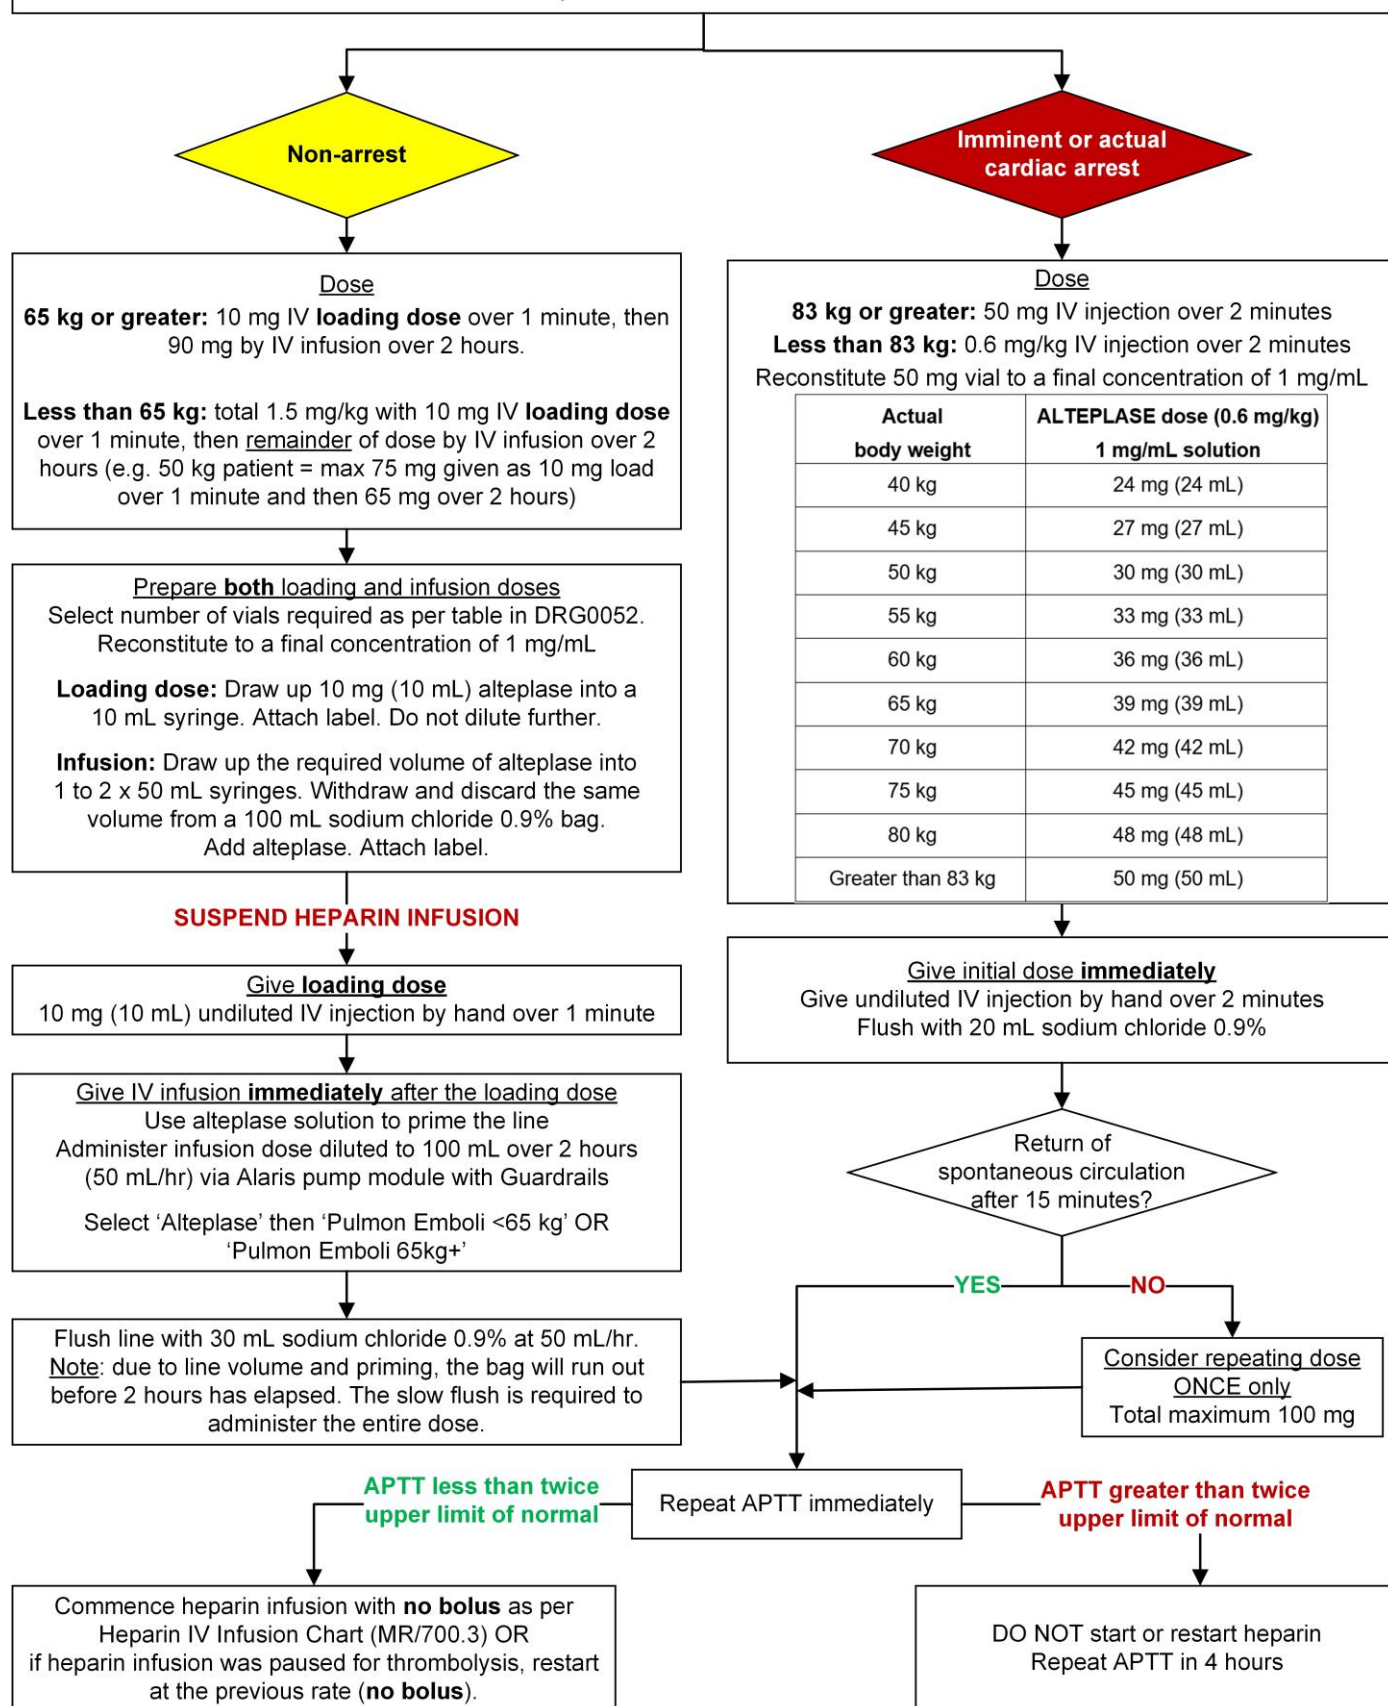 Non-arrest
Imminent or actual
cardiac arrest
Dose
65 kg or greater: 10 mg IV loading dose over 1 minute, then
90 mg by IV infusion over 2 hours.
Less than 65 kg: total 1.5 mg/kg with 10 mg IV loading dose
over 1 minute, then remainder of dose by IV infusion over 2
hours (e.g. 50 kg patient = max 75 mg given as 10 mg load
over 1 minute and then 65 mg over 2 hours)
Prepare both loading and infusion doses
Select number of vials required as per table in DRG0052.
Reconstitute to a final concentration of 1 mg/mL
Loading dose: Draw up 10 mg (10 mL) alteplase into a
10 mL syringe. Attach label. Do not dilute further.
Infusion: Draw up the required volume of alteplase into
1 to 2 x 50 mL syringes. Withdraw and discard the same
volume from a 100 mL sodium chloride 0.9% bag.
Add alteplase. Attach label.
SUSPEND HEPARIN INFUSION
Give loading dose
10 mg (10 mL) undiluted IV injection by hand over 1 minute
Give IV infusion immediately after the loading dose
Use alteplase solution to prime the line
Administer infusion dose diluted to 100 mL over 2 hours
(50 mL/hr) via Alaris pump module with Guardrails
Select ‘Alteplase’ then ‘Pulmon Emboli <65 kg’ OR
‘Pulmon Emboli 65kg+’
Flush line with 30 mL sodium chloride 0.9% at 50 mL/hr.
Note: due to line volume and priming, the bag will run out
before 2 hours has elapsed. The slow flush is required to
administer the entire dose.
Dose
83 kg or greater: 50 mg IV injection over 2 minutes
Less than 83 kg: 0.6 mg/kg IV injection over 2 minutes
Reconstitute 50 mg vial to a final concentration of 1 mg/mL
Actual body weight ALTEPLASE dose (0.6 mg/kg) 1 mg/mL solution
40 kg 24 mg (24 mL)
45 kg 27 mg (27 mL)
50 kg 30 mg (30 mL)
55 kg 33 mg (33 mL)
60 kg 36 mg (36 mL)
65 kg 39 mg (39 mL)
70 kg 42 mg (42 mL)
75 kg 45 mg (45 mL)
80 kg 48 mg (48 mL)
Greater than 83 kg 50 mg (50 mL)
Give initial dose immediately
Give undiluted IV injection by hand over 2 minutes
Flush with 20 mL sodium chloride 0.9%
Return of
spontaneous circulation
after 15 minutes?
YES
NO
Consider repeating dose
ONCE only
Total maximum 100 mg
Repeat APTT immediately
APTT less than twice
upper limit of normal
APTT greater than twice
upper limit of normal
Commence heparin infusion with no bolus as per
Heparin IV Infusion Chart (MR/700.3) OR
if heparin infusion was paused for thrombolysis, restart
at the previous rate (no bolus).
DO NOT start or restart heparin
Repeat APTT in 4 hours